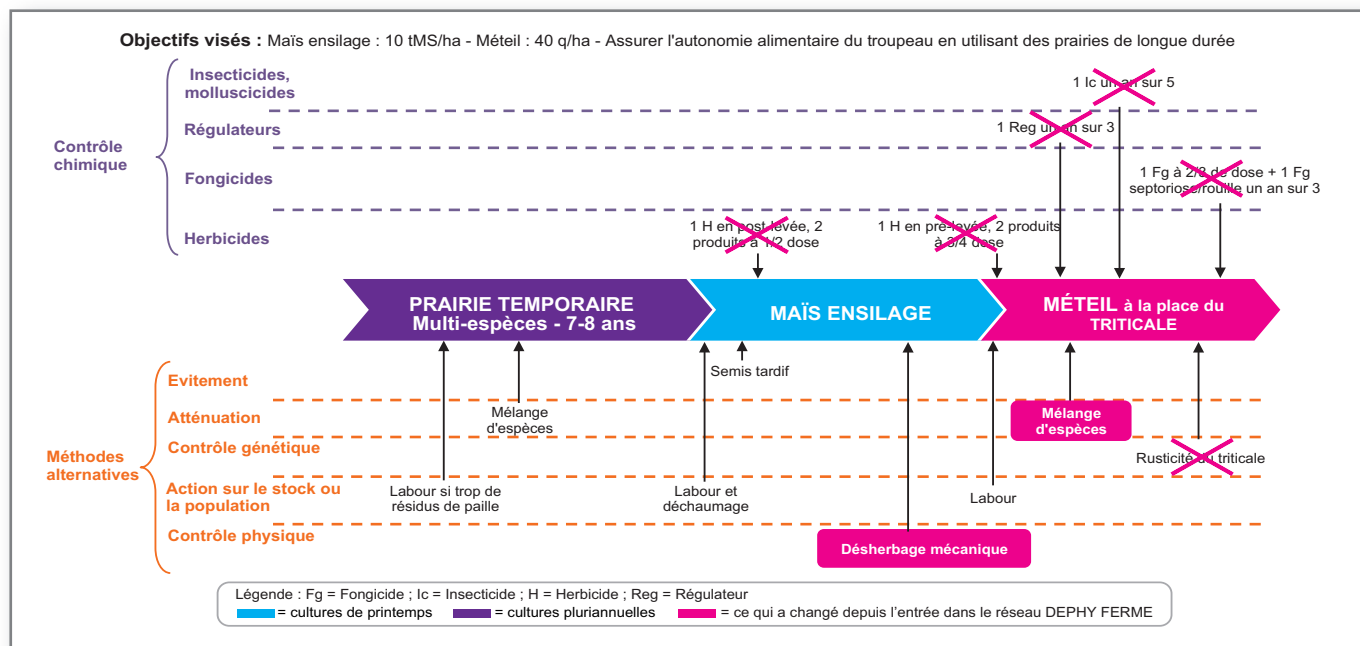 Objectifs visés : Maïs ensilage : 10 tMS/ha - Méteil : 40 q/ha - Assurer l'autonomie alimentaire du troupeau en utilisant des prairies de longue durée
Contrôle
chimique
Insecticides,
molluscicides
1 Ic un an sur 5
Régulateurs
1 Reg un an sur 3
Fongicides
1 Fg à 2/3 de dose + 1 Fg
septoriose/rouille un an sur 3
Herbicides
1 H en post-levée, 2
produits à 1/2 dose
1 H en pré-levée, 2 produits
à 3/4 dose
PRAIRIE TEMPORAIRE
Multi-espèces - 7-8 ans
MAÏS ENSILAGE
MÉTEIL à la place du
TRITICALE
Méthodes
alternatives
Evitement
Semis tardif
Atténuation
Mélange
d'espèces
Mélange
d'espèces
Contrôle génétique
Rusticité du triticale
Action sur le stock ou
la population
Labour si trop de
résidus de paille
Labour et
déchaumage
Labour
Contrôle physique
Désherbage mécanique
Légende : Fg = Fongicide ; Ic = Insecticide ; H = Herbicide ; Reg = Régulateur
= cultures de printemps = cultures pluriannuelles = ce qui a changé depuis l'entrée dans le réseau DEPHY FERME